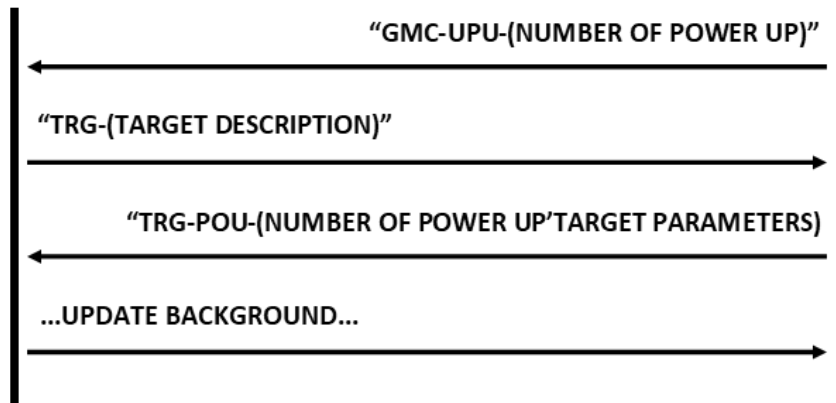 “GMC-UPU-(NUMBER OF POWER UP)”
“TRG-(TARGET DESCRIPTION)”
“TRG-POU-(NUMBER OF POWER UP’TARGET PARAMETERS)
...UPDATE BACKGROUND...